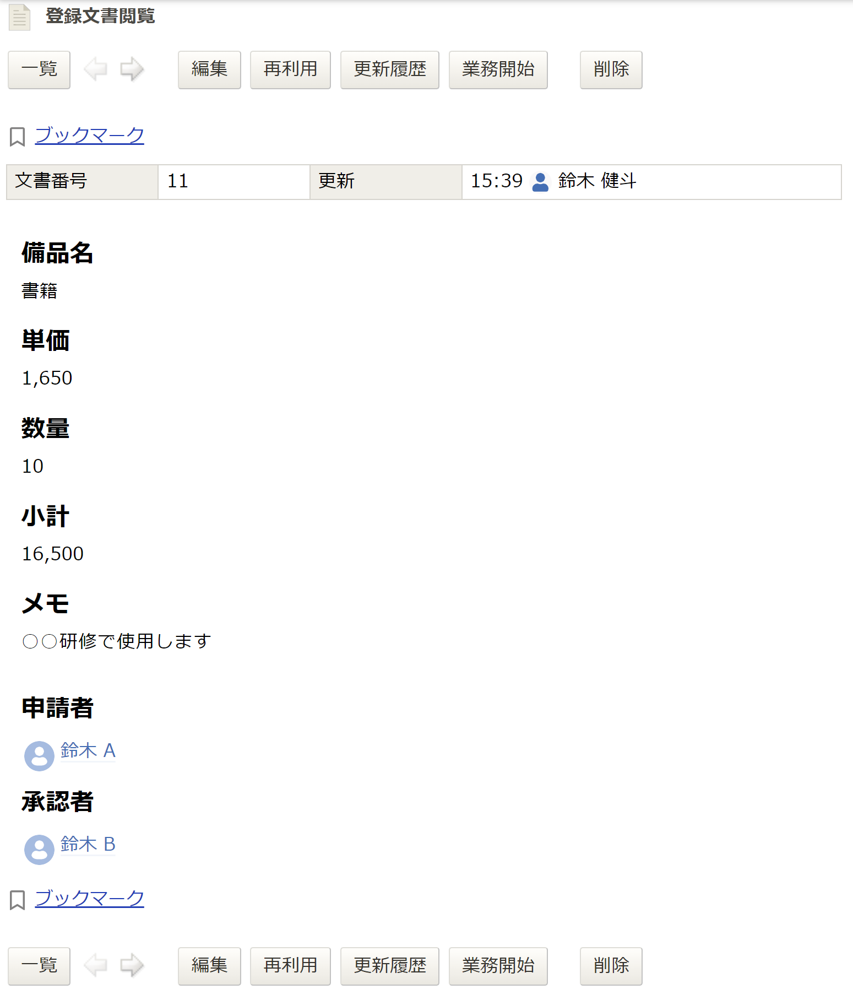 登録文書閲覧
一覧 編集 再利用 更新履歴 業務開始 削除
ブックマーク
文書番号 11 更新 15:39 鈴木 健斗
備品名
書籍
単価
1,650
数量
10
小計
16,500
メモ
○○研修で使用します
申請者
鈴木 A
承認者
鈴木 B
ブックマーク
一覧 編集 再利用 更新履歴 業務開始 削除